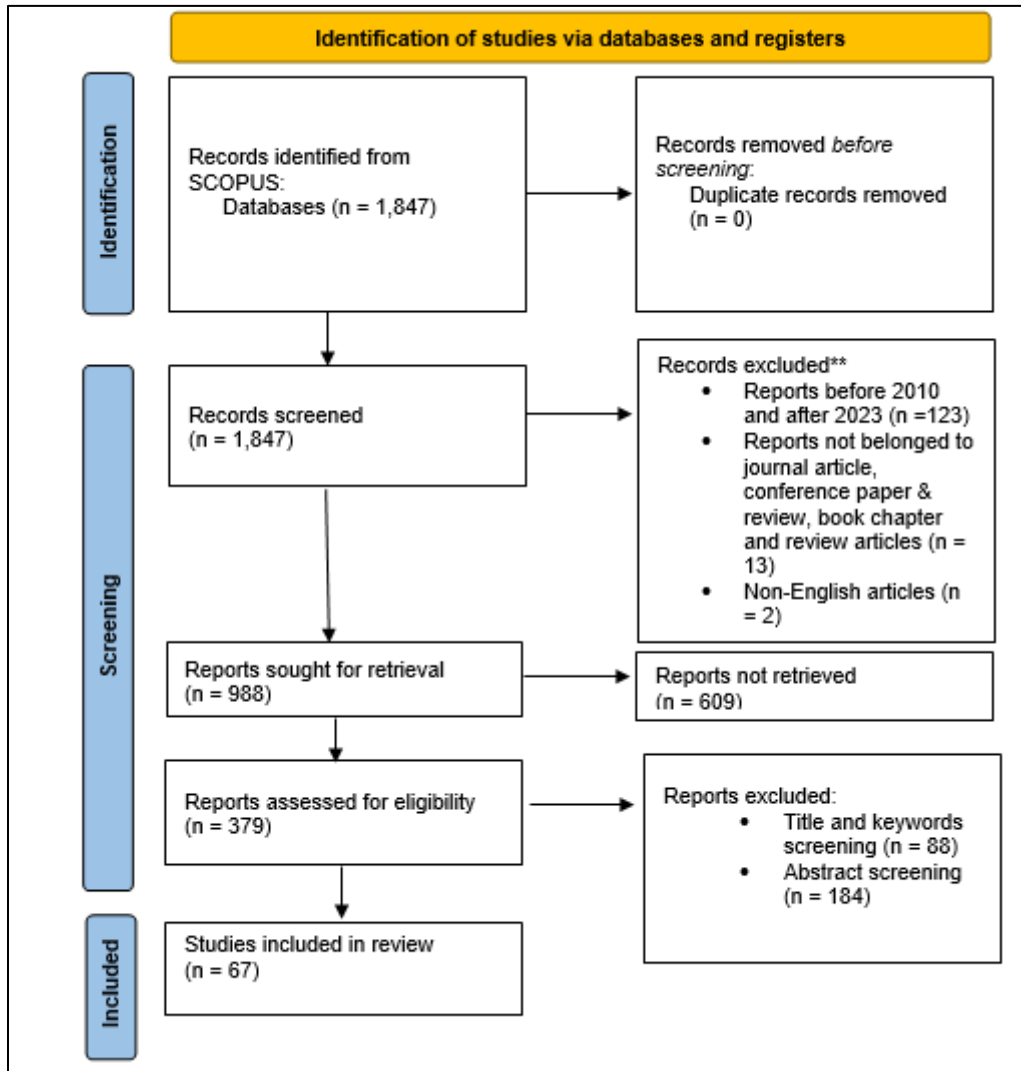 Identification of studies via databases and registers
Identification
Records identified from
SCOPUS:
Databases (n = 1,847)
Records removed before
screening:
Duplicate records removed
(n = 0)
Screening
Records screened
(n = 1,847)
Records excluded**
• Reports before 2010
and after 2023 (n =123)
• Reports not belonged to
journal article,
conference paper &
review, book chapter
and review articles (n =
13)
• Non-English articles (n
= 2)
Reports sought for retrieval
(n = 988)
Reports not retrieved
(n = 609)
Reports assessed for eligibility
(n = 379)
Reports excluded:
• Title and keywords
screening (n = 88)
• Abstract screening
(n = 184)
Included
Studies included in review
(n = 67)